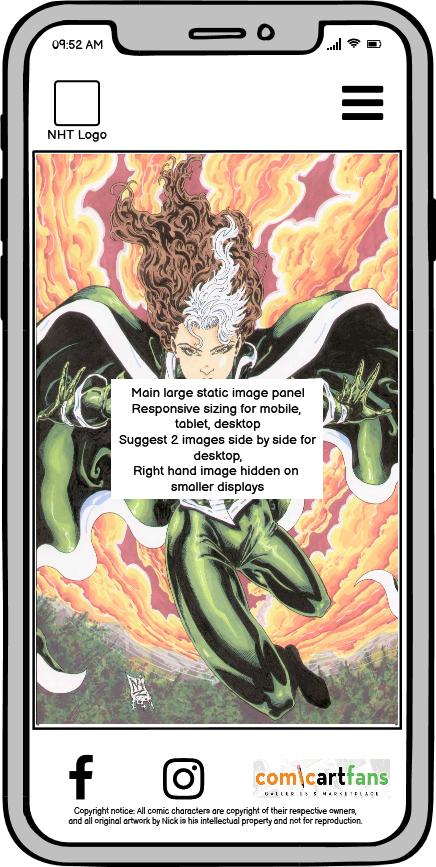 09:52 AM
NHT Logo
Main large static image panel
Responsive sizing for mobile,
tablet, desktop
Suggest 2 images side by side for
desktop,
Right hand image hidden on
smaller displays
comicartfans
GALLERIES & MARKETPLACE
Copyright notice: All comic characters are copyright of their respective owners,
and all original artwork by Nick is his intellectual property and not for reproduction.